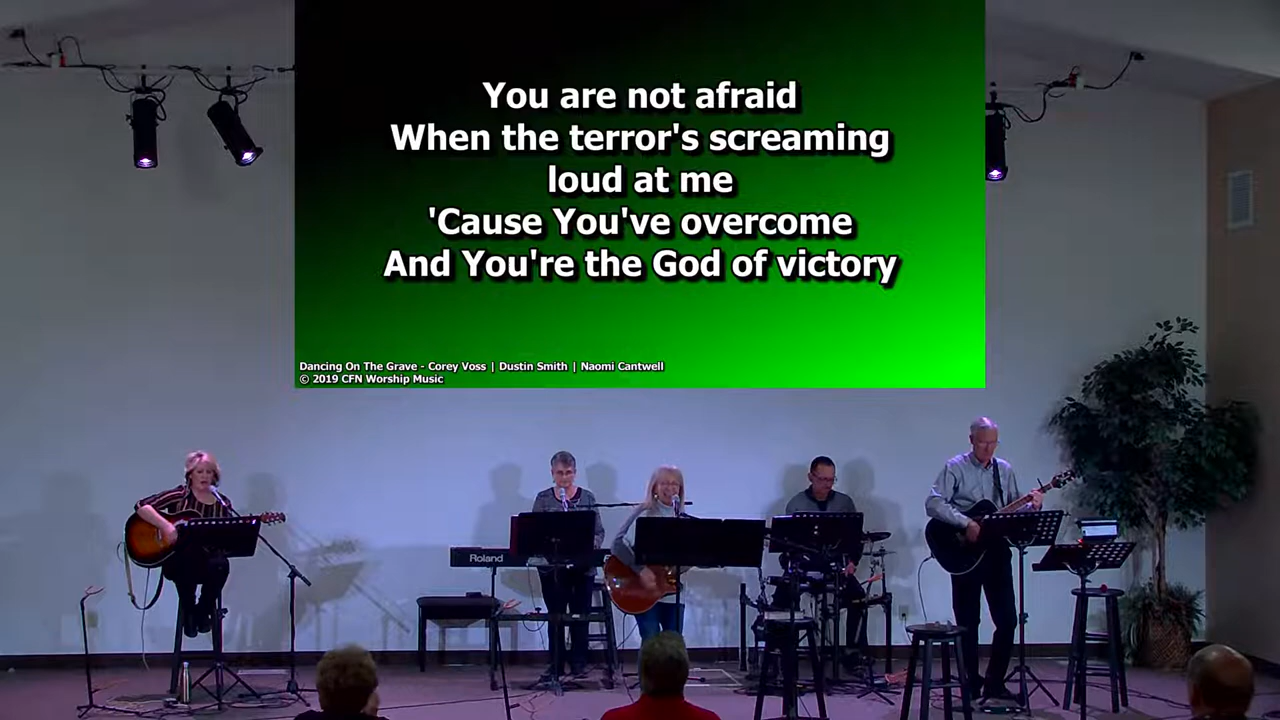 You are not afraid
When the terror's screaming
loud at me
'Cause You've overcome
And You're the God of victory
Dancing On The Grave - Corey Voss | Dustin Smith | Naomi Cantwell
© 2019 CFN Worship Music
Roland